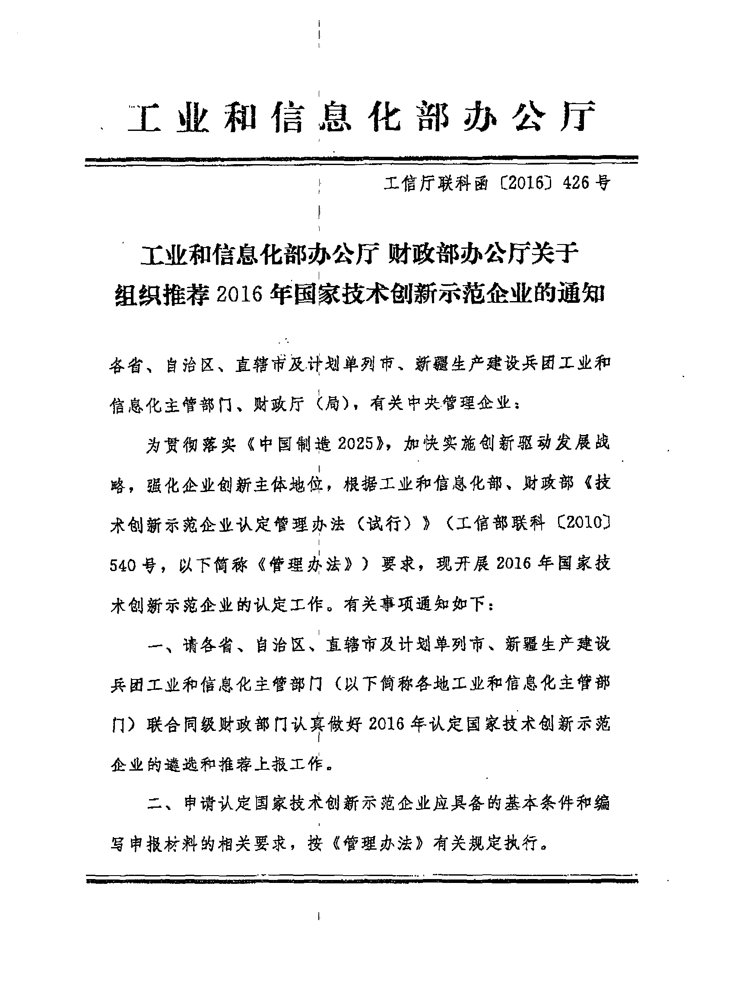 工业和信息化部办公厅
工信厅联科函〔2016〕426号
工业和信息化部办公厅 财政部办公厅关于
组织推荐2016年国家技术创新示范企业的通知
各省、自治区、直辖市及计划单列市、新疆生产建设兵团工业和
信息化主管部门、财政厅（局），有关中央管理企业：
为贯彻落实《中国制造2025》，加快实施创新驱动发展战
略，强化企业创新主体地位，根据工业和信息化部、财政部《技
术创新示范企业认定管理办法（试行）》（工信部联科〔2010〕
540号，以下简称《管理办法》）要求，现开展2016年国家技
术创新示范企业的认定工作。有关事项通知如下：
一、请各省、自治区、直辖市及计划单列市、新疆生产建设
兵团工业和信息化主管部门（以下简称各地工业和信息化主管部
门）联合同级财政部门认真做好2016年认定国家技术创新示范
企业的遴选和推荐上报工作。
二、申请认定国家技术创新示范企业应具备的基本条件和编
写申报材料的相关要求，按《管理办法》有关规定执行。